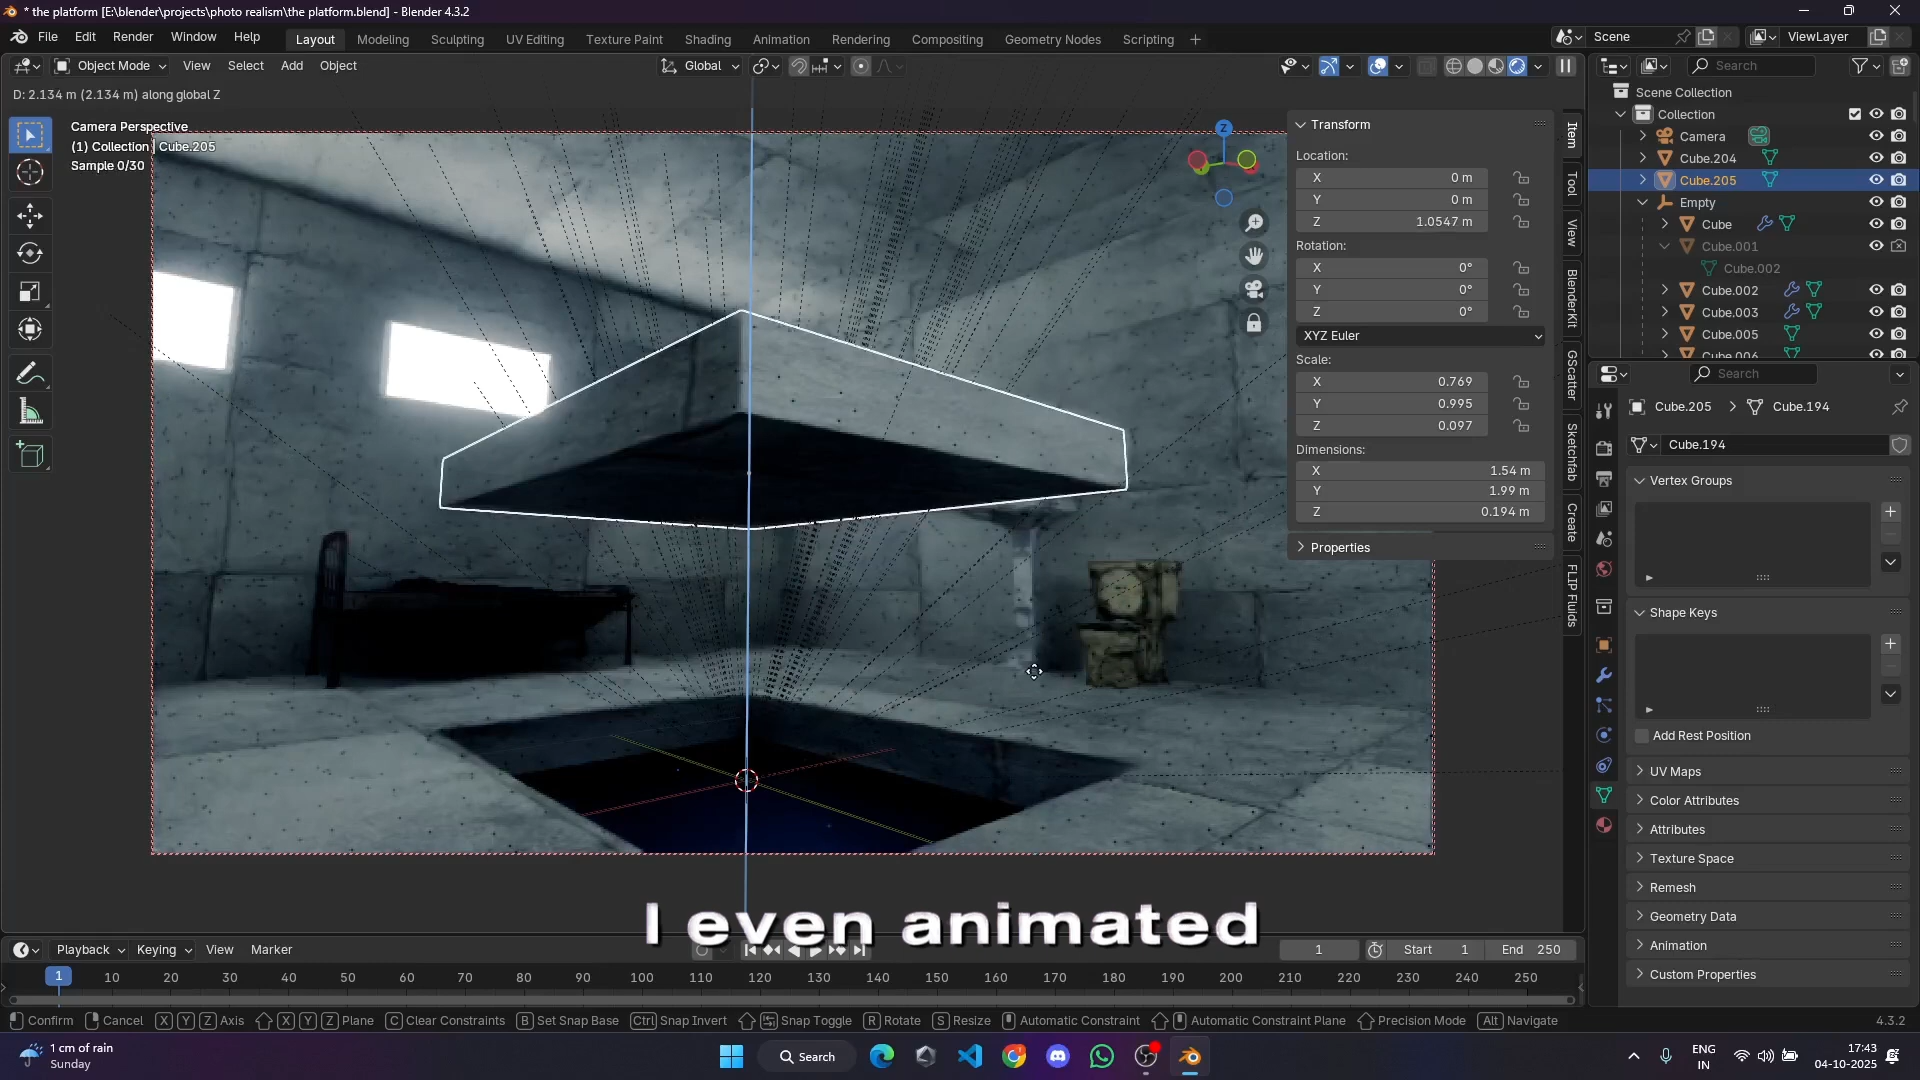 * the platform [E:\blender\projects\photo realism\the platform.blend] - Blender 4.3.2
File Edit Render Window Help
Layout Modeling Sculpting UV Editing Texture Paint Shading Animation Rendering Compositing Geometry Nodes Scripting +
Scene
ViewLayer
Object Mode View Select Add Object
Global
Search
D: 2.134 m (2.134 m) along global Z
Camera Perspective
(1) Collection | Cube.205
Sample 0/30
Z
Transform
Location:
X 0 m
Y 0 m
Z 1.0547 m
Rotation:
X 0°
Y 0°
Z 0°
XYZ Euler
Scale:
X 0.769
Y 0.995
Z 0.097
Dimensions:
X 1.54 m
Y 1.99 m
Z 0.194 m
Properties
Item
Tool
View
BlenderKit
GScatter
Sketchfab
Create
FLIP Fluids
Scene Collection
Collection
Camera
Cube.204
Cube.205
Empty
Cube
Cube.001
Cube.002
Cube.002
Cube.003
Cube.005
Cube.006
Search
Cube.205 > Cube.194
Cube.194
Vertex Groups
Shape Keys
Add Rest Position
UV Maps
Color Attributes
Attributes
Texture Space
Remesh
Geometry Data
Animation
Custom Properties
I even animated
Playback Keying View Marker
1 Start 1 End 250
1 10 20 30 40 50 60 70 80 90 100 110 120 130 140 150 160 170 180 190 200 210 220 230 240 250
Confirm Cancel X Y Z Axis X Y Z Plane C Clear Constraints B Set Snap Base Ctrl Snap Invert Snap Toggle R Rotate S Resize Automatic Constraint Automatic Constraint Plane Precision Mode Alt Navigate 4.3.2
1 cm of rain
Sunday
Search
ENG
IN
17:43
04-10-2025